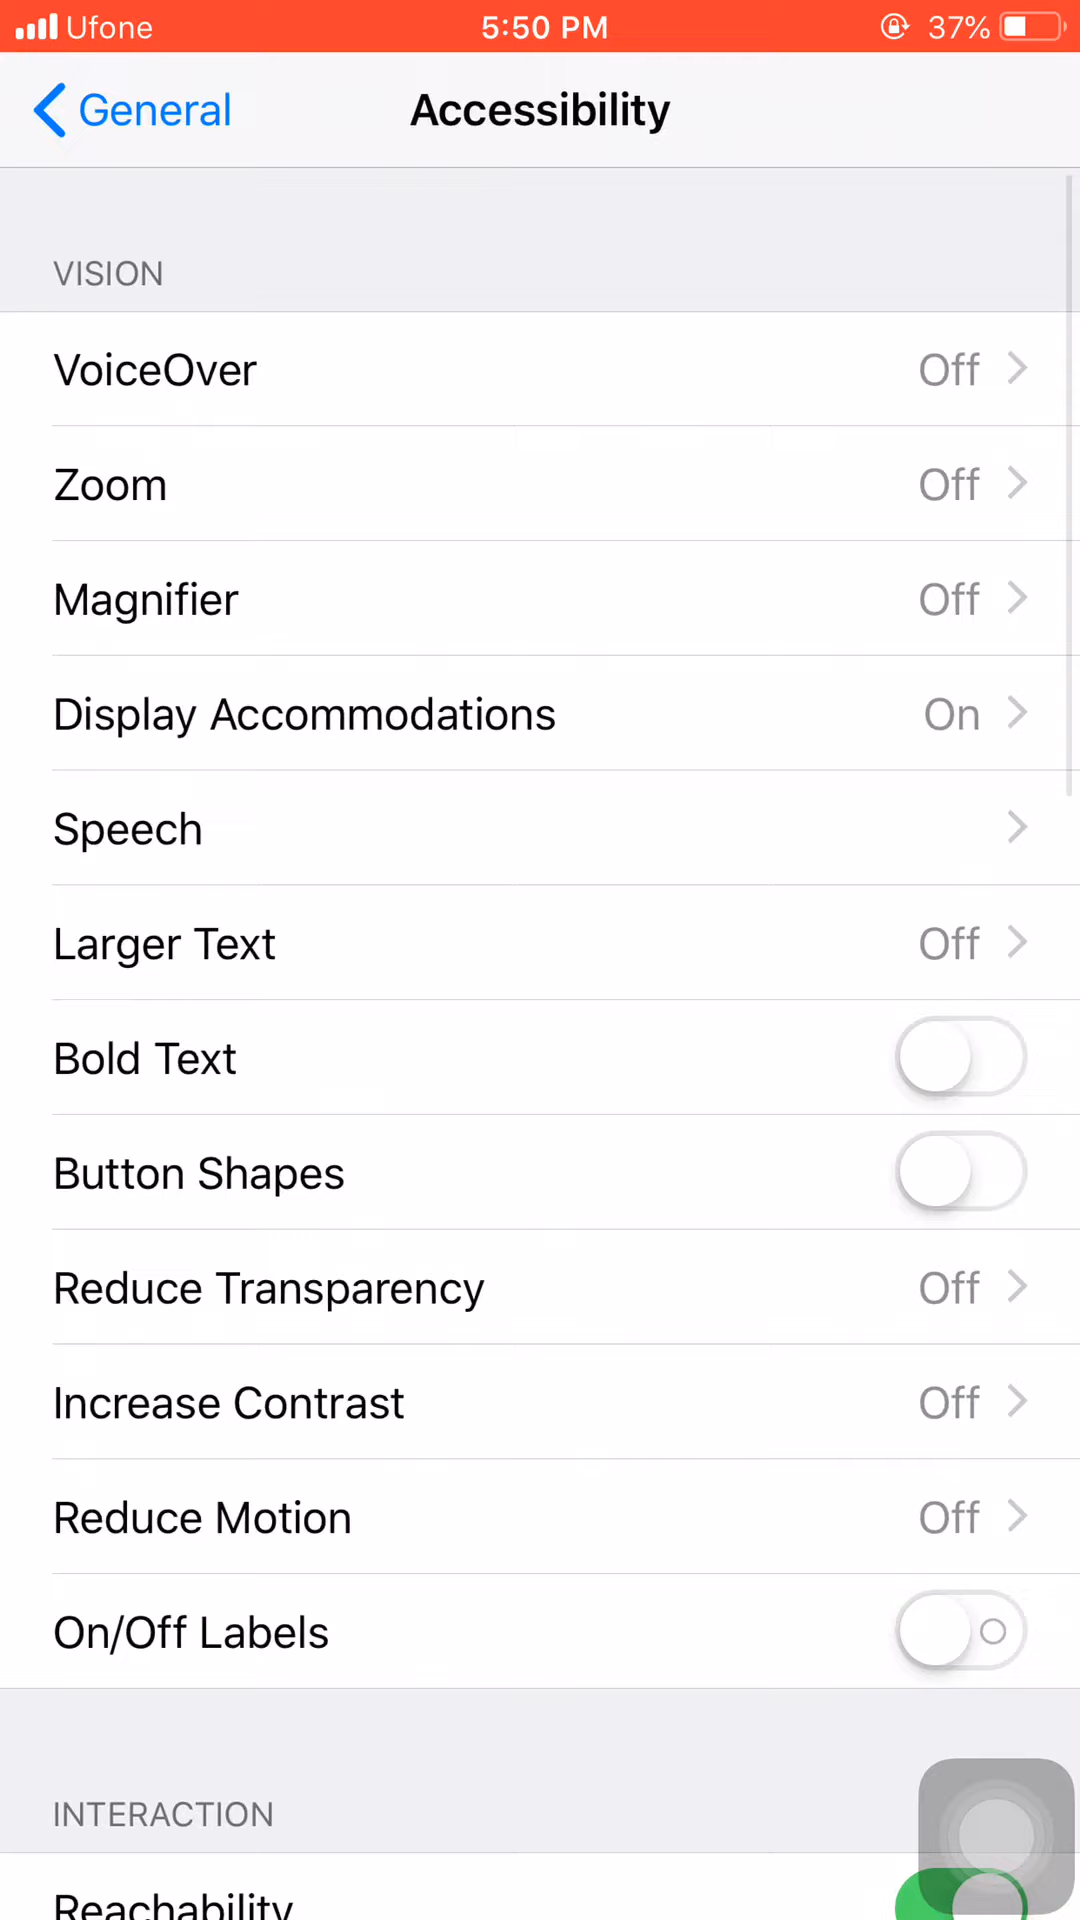 Ufone 5:50 PM 37%
General Accessibility
VISION
VoiceOver Off
Zoom Off
Magnifier Off
Display Accommodations On
Speech
Larger Text Off
Bold Text
Button Shapes
Reduce Transparency Off
Increase Contrast Off
Reduce Motion Off
On/Off Labels
INTERACTION
Reachability